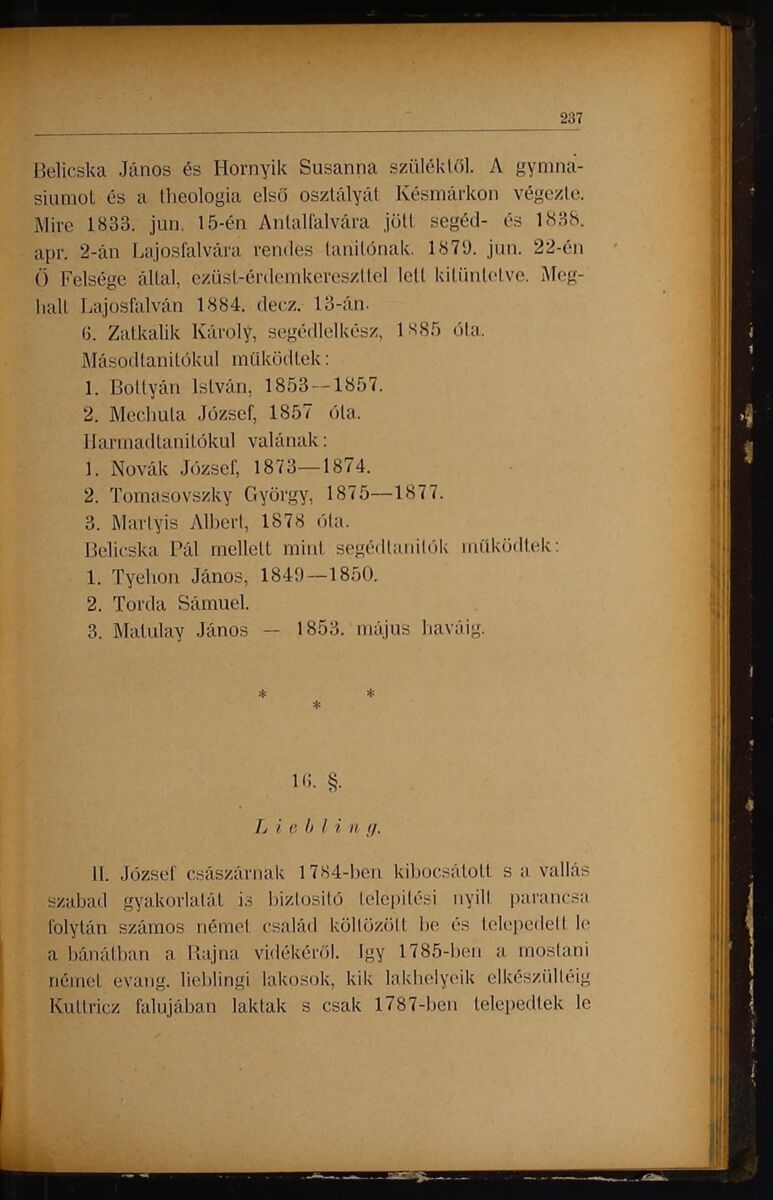 237
Belicska János és Hornyik Susanna szüléktől. A gymna-
siumot és a theologia első osztályát Késmárkon végezte.
Mire 1833. jun. 15-én Antalfalvára jött segéd- és 1838.
apr. 2-án Lajosfalvára rendes tanitónak. 1879. jun. 22-én
Ő Felsége által, ezüst-érdemkereszttel lett kitüntetve. Meg-
halt Lajosfalván 1884. decz. 13-án.
6. Zatkalik Károly, segédlelkész, 1885 óta.
Másodtanitókul működtek:
1. Bottyán István, 1853—1857.
2. Mechuta József, 1857 óta.
Harmadtanitókul valának:
1. Novák József, 1873—1874.
2. Tomasovszky György, 1875—1877.
3. Martyis Albert, 1878 óta.
Belicska Pál mellett mint segédtanitók működtek:
1. Tyehon János, 1849—1850.
2. Torda Sámuel.
3. Matulay János — 1853. május haváig.
* * *
16. §.
Liebling.
II. József császárnak 1784-ben kibocsátott s a vallás
szabad gyakorlatát is biztositó telepitési nyilt parancsa
folytán számos német család költözött be és telepedett le
a bánátban a Rajna vidékéről. Igy 1785-ben a mostani
német evang. lieblingi lakosok, kik lakhelyeik elkészültéig
Kuttricz falujában laktak s csak 1787-ben telepedtek le